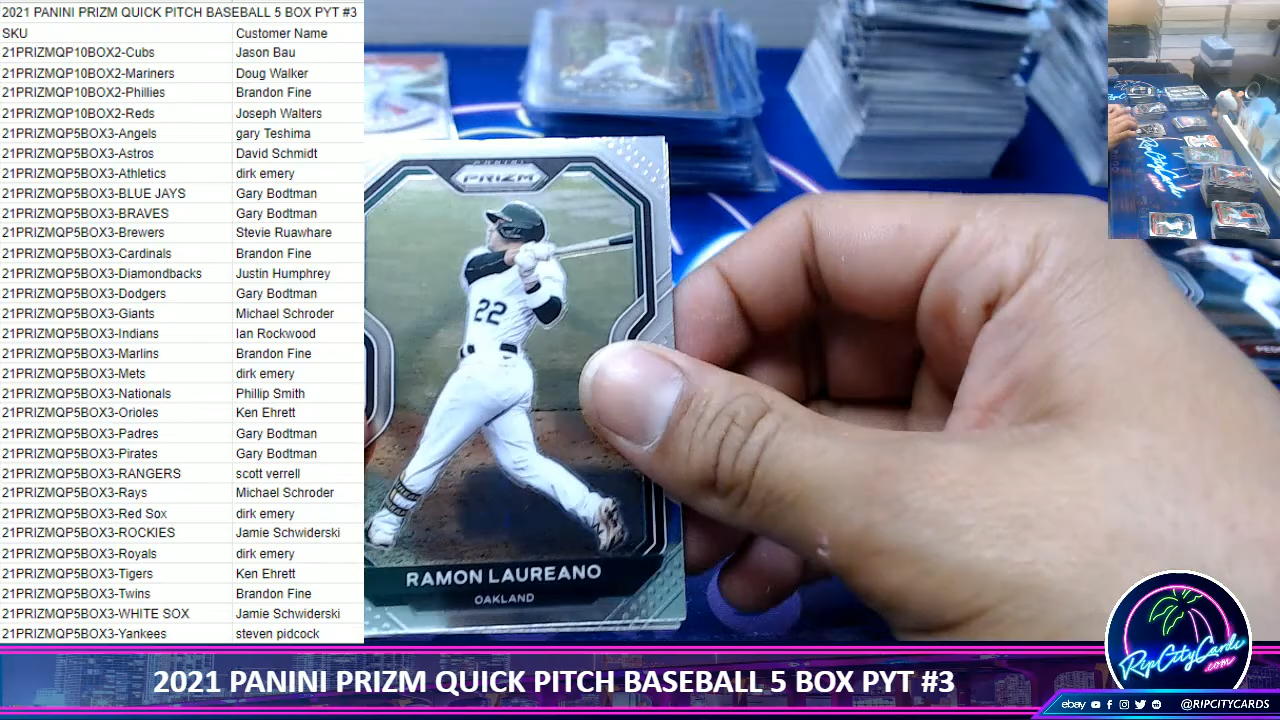 2021 PANINI PRIZM QUICK PITCH BASEBALL 5 BOX PYT #3
SKU Customer Name
21PRIZMQP10BOX2-Cubs Jason Bau
21PRIZMQP10BOX2-Mariners Doug Walker
21PRIZMQP10BOX2-Phillies Brandon Fine
21PRIZMQP10BOX2-Reds Joseph Walters
21PRIZMQP5BOX3-Angels gary Teshima
21PRIZMQP5BOX3-Astros David Schmidt
21PRIZMQP5BOX3-Athletics dirk emery
21PRIZMQP5BOX3-BLUE JAYS Gary Bodtman
21PRIZMQP5BOX3-BRAVES Gary Bodtman
21PRIZMQP5BOX3-Brewers Stevie Ruawhare
21PRIZMQP5BOX3-Cardinals Brandon Fine
21PRIZMQP5BOX3-Diamondbacks Justin Humphrey
21PRIZMQP5BOX3-Dodgers Gary Bodtman
21PRIZMQP5BOX3-Giants Michael Schroder
21PRIZMQP5BOX3-Indians Ian Rockwood
21PRIZMQP5BOX3-Marlins Brandon Fine
21PRIZMQP5BOX3-Mets dirk emery
21PRIZMQP5BOX3-Nationals Phillip Smith
21PRIZMQP5BOX3-Orioles Ken Ehrett
21PRIZMQP5BOX3-Padres Gary Bodtman
21PRIZMQP5BOX3-Pirates Gary Bodtman
21PRIZMQP5BOX3-RANGERS scott verrell
21PRIZMQP5BOX3-Rays Michael Schroder
21PRIZMQP5BOX3-Red Sox dirk emery
21PRIZMQP5BOX3-ROCKIES Jamie Schwiderski
21PRIZMQP5BOX3-Royals dirk emery
21PRIZMQP5BOX3-Tigers Ken Ehrett
21PRIZMQP5BOX3-Twins Brandon Fine
21PRIZMQP5BOX3-WHITE SOX Jamie Schwiderski
21PRIZMQP5BOX3-Yankees steven pidcock
PANINI
PRIZM
22
RAMON LAUREANO
OAKLAND
RipCityCards
.com
2021 PANINI PRIZM QUICK PITCH BASEBALL 5 BOX PYT #3
RipCityCards
.com
ebay @RIPCITYCARDS